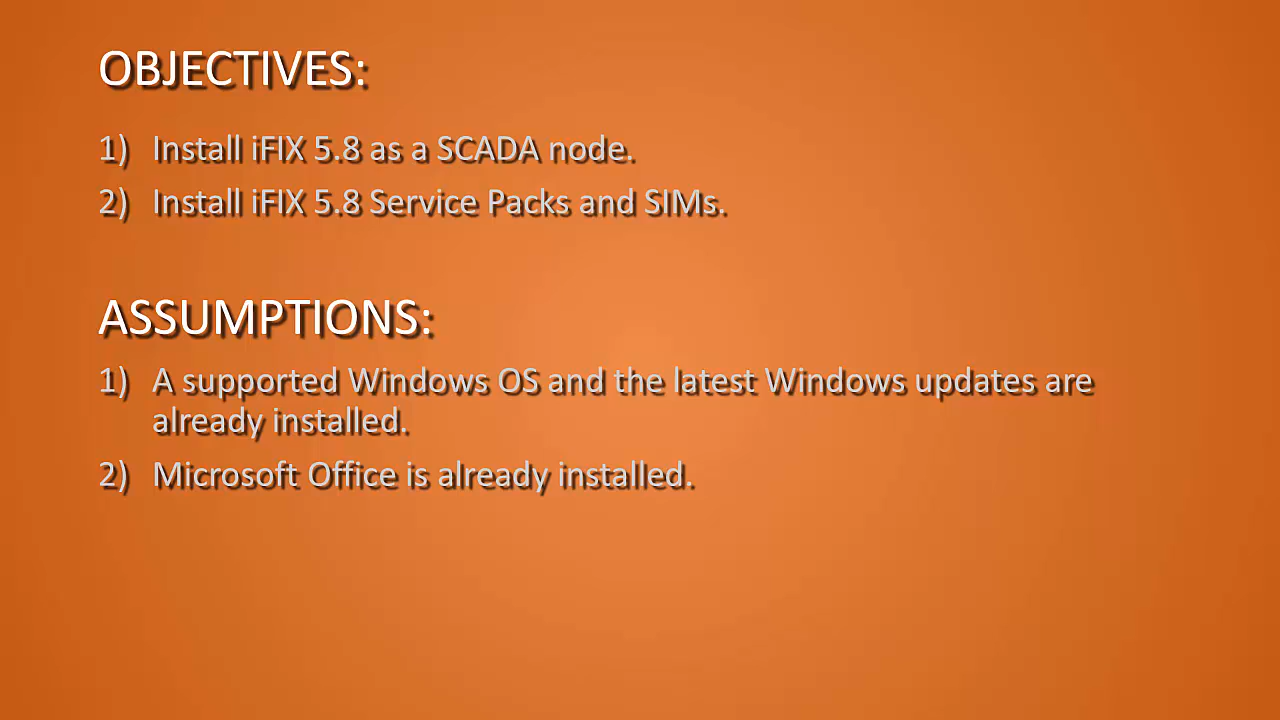 OBJECTIVES:
1) Install iFIX 5.8 as a SCADA node.
2) Install iFIX 5.8 Service Packs and SIMs.
ASSUMPTIONS:
1) A supported Windows OS and the latest Windows updates are
already installed.
2) Microsoft Office is already installed.